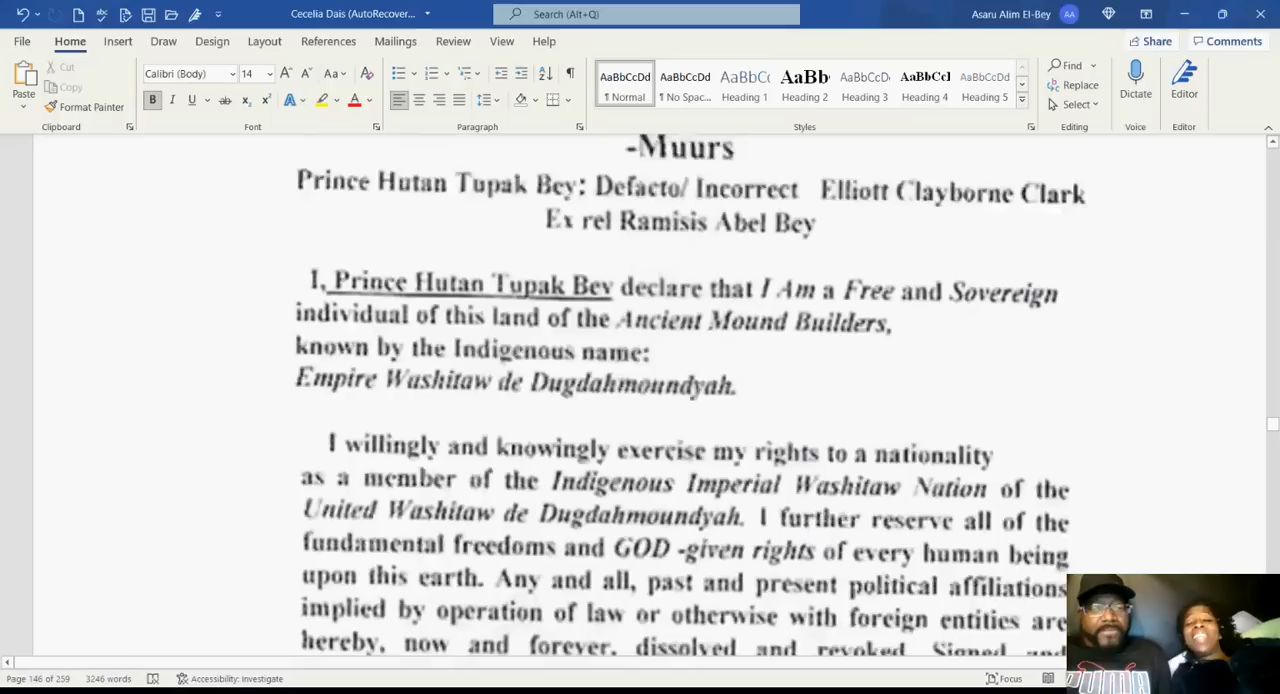 Cecelia Dais (AutoRecover...
Search (Alt+Q)
Asaru Alim El-Bey
AA
File
Home
Insert
Draw
Design
Layout
References
Mailings
Review
View
Help
Share
Comments
Paste
Cut
Copy
Format Painter
Clipboard
Calibri (Body)
14
Font
Paragraph
AaBbCcDd
¶ Normal
AaBbCcDd
¶ No Spac...
AaBbCc
Heading 1
AaBb
Heading 2
AaBbCcDd
Heading 3
AaBbCcI
Heading 4
AaBbCcDd
Heading 5
Styles
Find
Replace
Select
Editing
Dictate
Voice
Editor
Editor
-Muurs
Prince Hutan Tupak Bey: Defacto/ Incorrect Elliott Clayborne Clark
Ex rel Ramisis Abel Bey
I, Prince Hutan Tupak Bey declare that I Am a Free and Sovereign
individual of this land of the Ancient Mound Builders,
known by the Indigenous name:
Empire Washitaw de Dugdahmoundyah.
I willingly and knowingly exercise my rights to a nationality
as a member of the Indigenous Imperial Washitaw Nation of the
United Washitaw de Dugdahmoundyah. I further reserve all of the
fundamental freedoms and GOD -given rights of every human being
upon this earth. Any and all, past and present political affiliations
implied by operation of law or otherwise with foreign entities are
hereby, now and forever, dissolved and revoked. Signed and
PUMA
Page 146 of 259
3246 words
Accessibility: Investigate
Focus